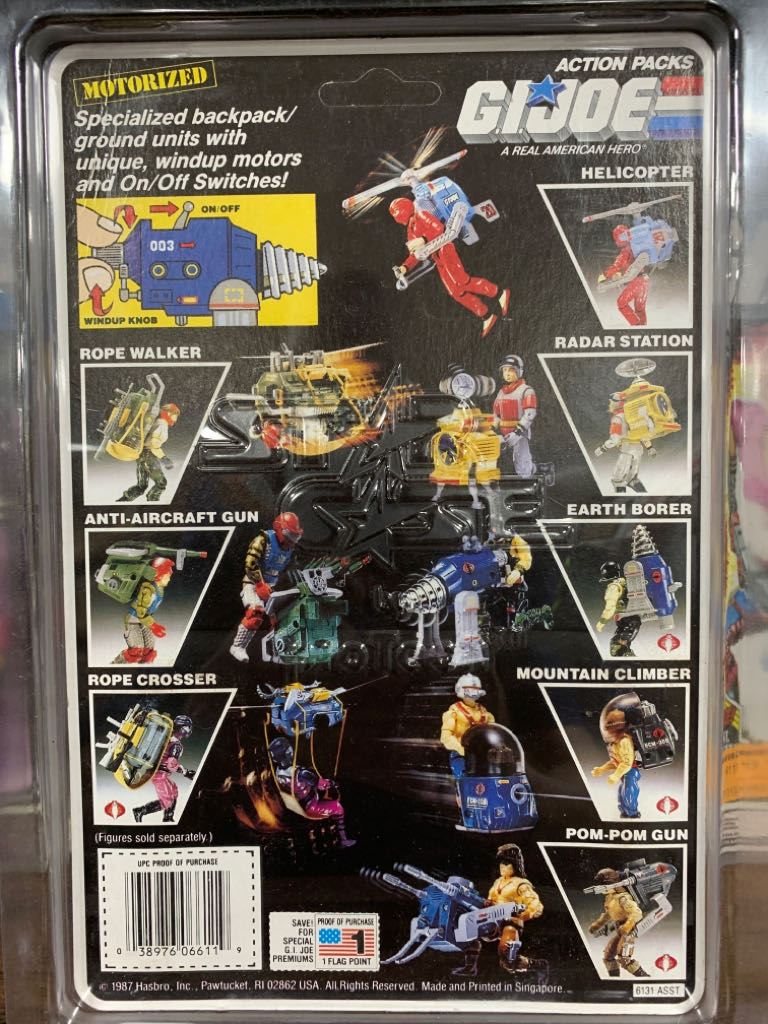 MOTORIZED
Specialized backpack/
ground units with
unique, windup motors
and On/Off Switches!
ACTION PACKS
G.I. JOE
A REAL AMERICAN HERO®
ON/OFF
003
WINDUP KNOB
HELICOPTER
ROPE WALKER
RADAR STATION
STAR
CASE
ANTI-AIRCRAFT GUN
EARTH BORER
ROPE CROSSER
MOUNTAIN CLIMBER
(Figures sold separately.)
POM-POM GUN
UPC PROOF OF PURCHASE
0 38976 06611 9
SAVE!
FOR
SPECIAL
G.I. JOE
PREMIUMS
PROOF OF PURCHASE
1
1 FLAG POINT
© 1987 Hasbro, Inc., Pawtucket, RI 02862 USA. All Rights Reserved. Made and Printed in Singapore.
6131 ASST.